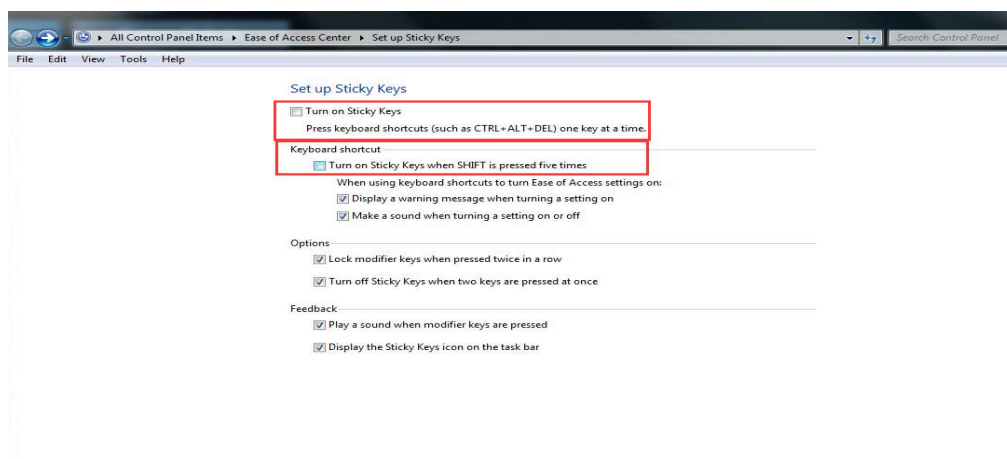 All Control Panel Items ▸ Ease of Access Center ▸ Set up Sticky Keys
Search Control Panel
File Edit View Tools Help
Set up Sticky Keys
Turn on Sticky Keys
Press keyboard shortcuts (such as CTRL+ALT+DEL) one key at a time.
Keyboard shortcut
Turn on Sticky Keys when SHIFT is pressed five times
When using keyboard shortcuts to turn Ease of Access settings on:
Display a warning message when turning a setting on
Make a sound when turning a setting on or off
Options
Lock modifier keys when pressed twice in a row
Turn off Sticky Keys when two keys are pressed at once
Feedback
Play a sound when modifier keys are pressed
Display the Sticky Keys icon on the task bar